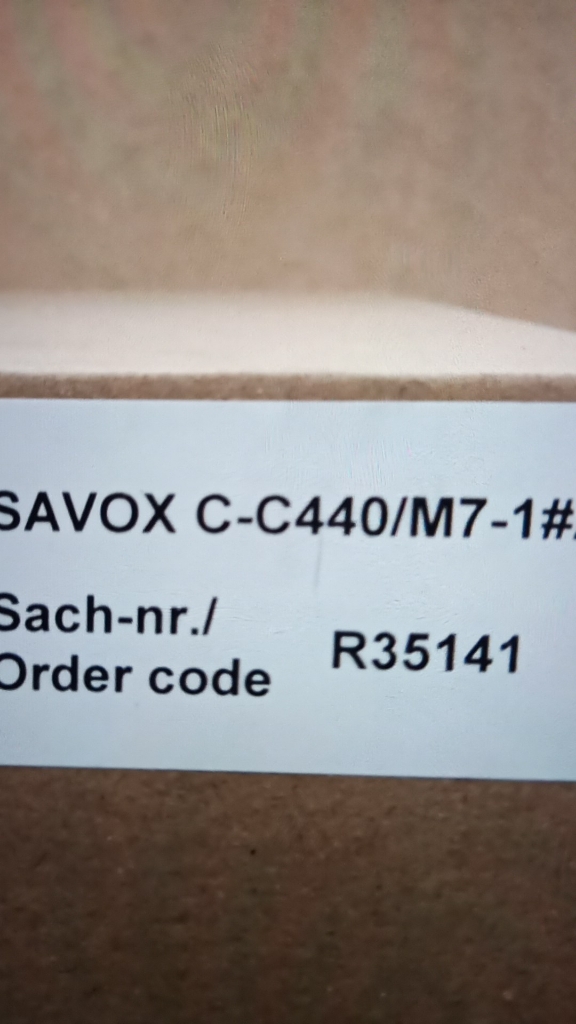 SAVOX C-C440/M7-1#
Sach-nr./
Order code
R35141